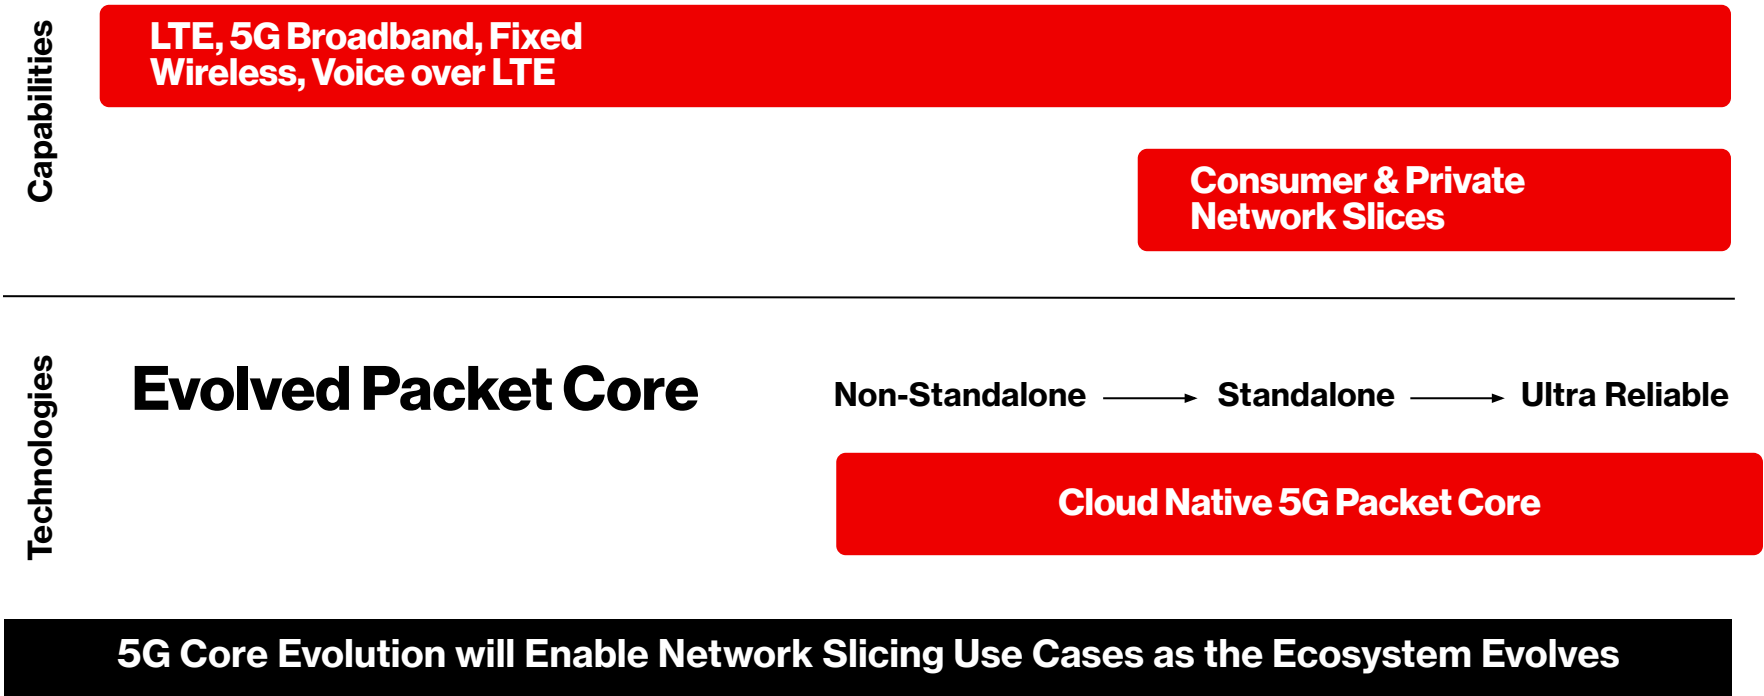 Capabilities
LTE, 5G Broadband, Fixed
Wireless, Voice over LTE
Consumer & Private
Network Slices
Technologies
Evolved Packet Core
Non-Standalone
Standalone
Ultra Reliable
Cloud Native 5G Packet Core
5G Core Evolution will Enable Network Slicing Use Cases as the Ecosystem Evolves